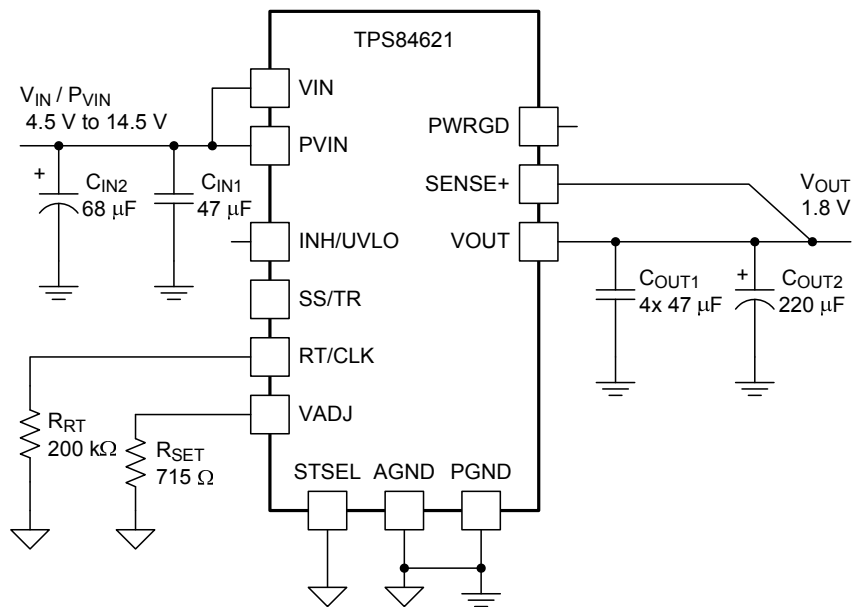 TPS84621
VIN
V_IN / P_VIN
4.5 V to 14.5 V
PWRGD
PVIN
+
C_IN2
68 µF
C_IN1
47 µF
SENSE+
V_OUT
1.8 V
INH/UVLO
VOUT
SS/TR
C_OUT1
4x 47 µF
+
C_OUT2
220 µF
RT/CLK
R_RT
200 kΩ
VADJ
R_SET
715 Ω
STSEL AGND PGND